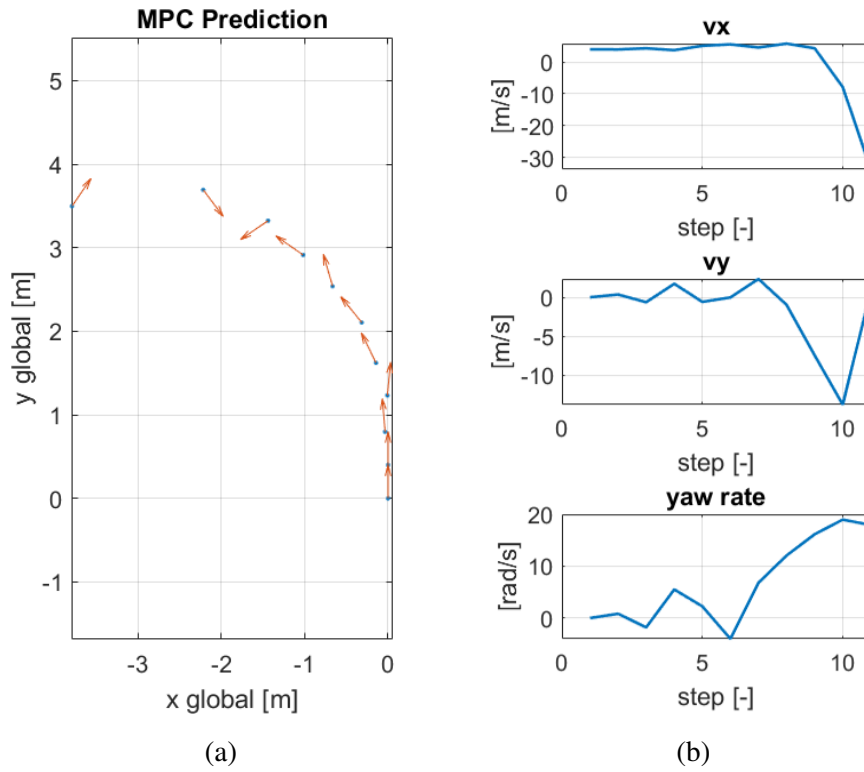 MPC Prediction
5
4
3
2
1
0
-1
y global [m]
-3
-2
-1
0
x global [m]
(a)
vx
0
-10
-20
-30
[m/s]
0
5
10
step [-]
vy
0
-5
-10
[m/s]
0
5
10
step [-]
yaw rate
20
10
0
[rad/s]
0
5
10
step [-]
(b)